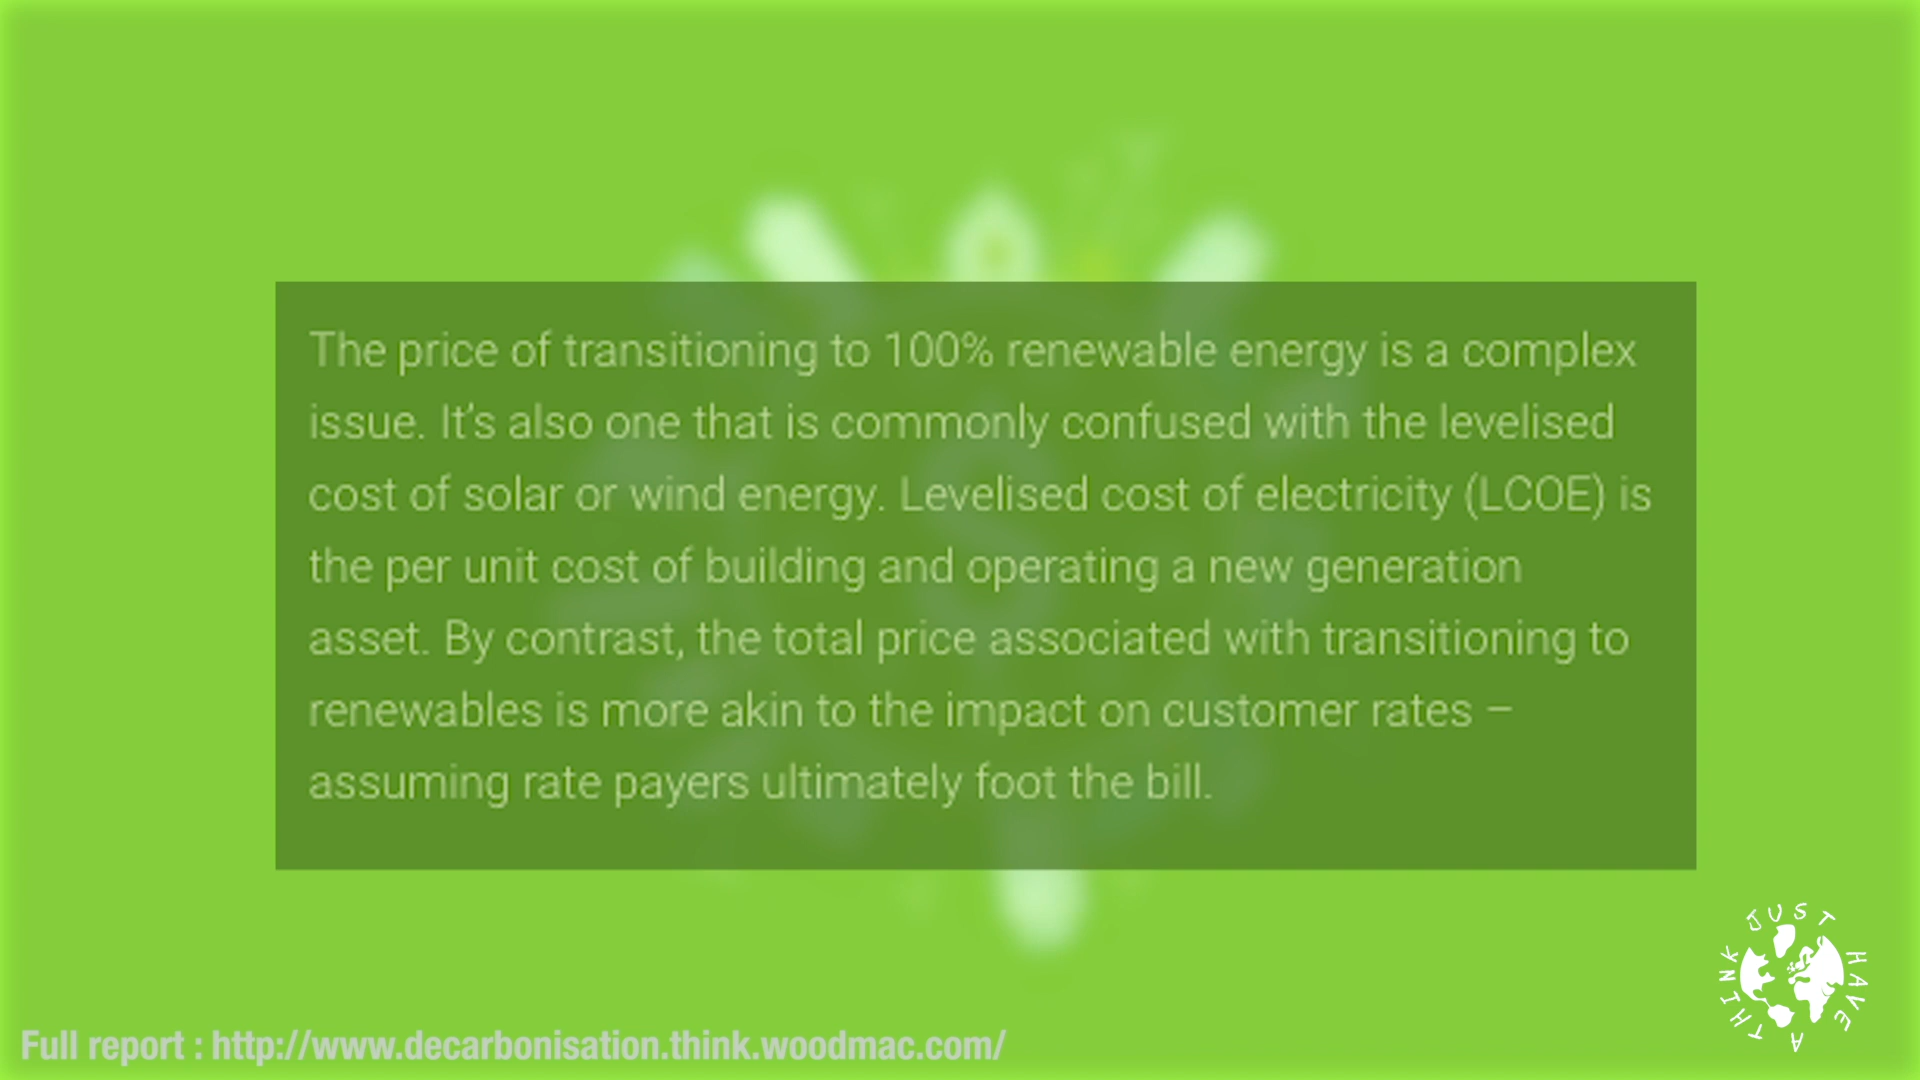 The price of transitioning to 100% renewable energy is a complex
issue. It's also one that is commonly confused with the levelised
cost of solar or wind energy. Levelised cost of electricity (LCOE) is
the per unit cost of building and operating a new generation
asset. By contrast, the total price associated with transitioning to
renewables is more akin to the impact on customer rates –
assuming rate payers ultimately foot the bill.
JUST HAVE A THINK
Full report : http://www.decarbonisation.think.woodmac.com/